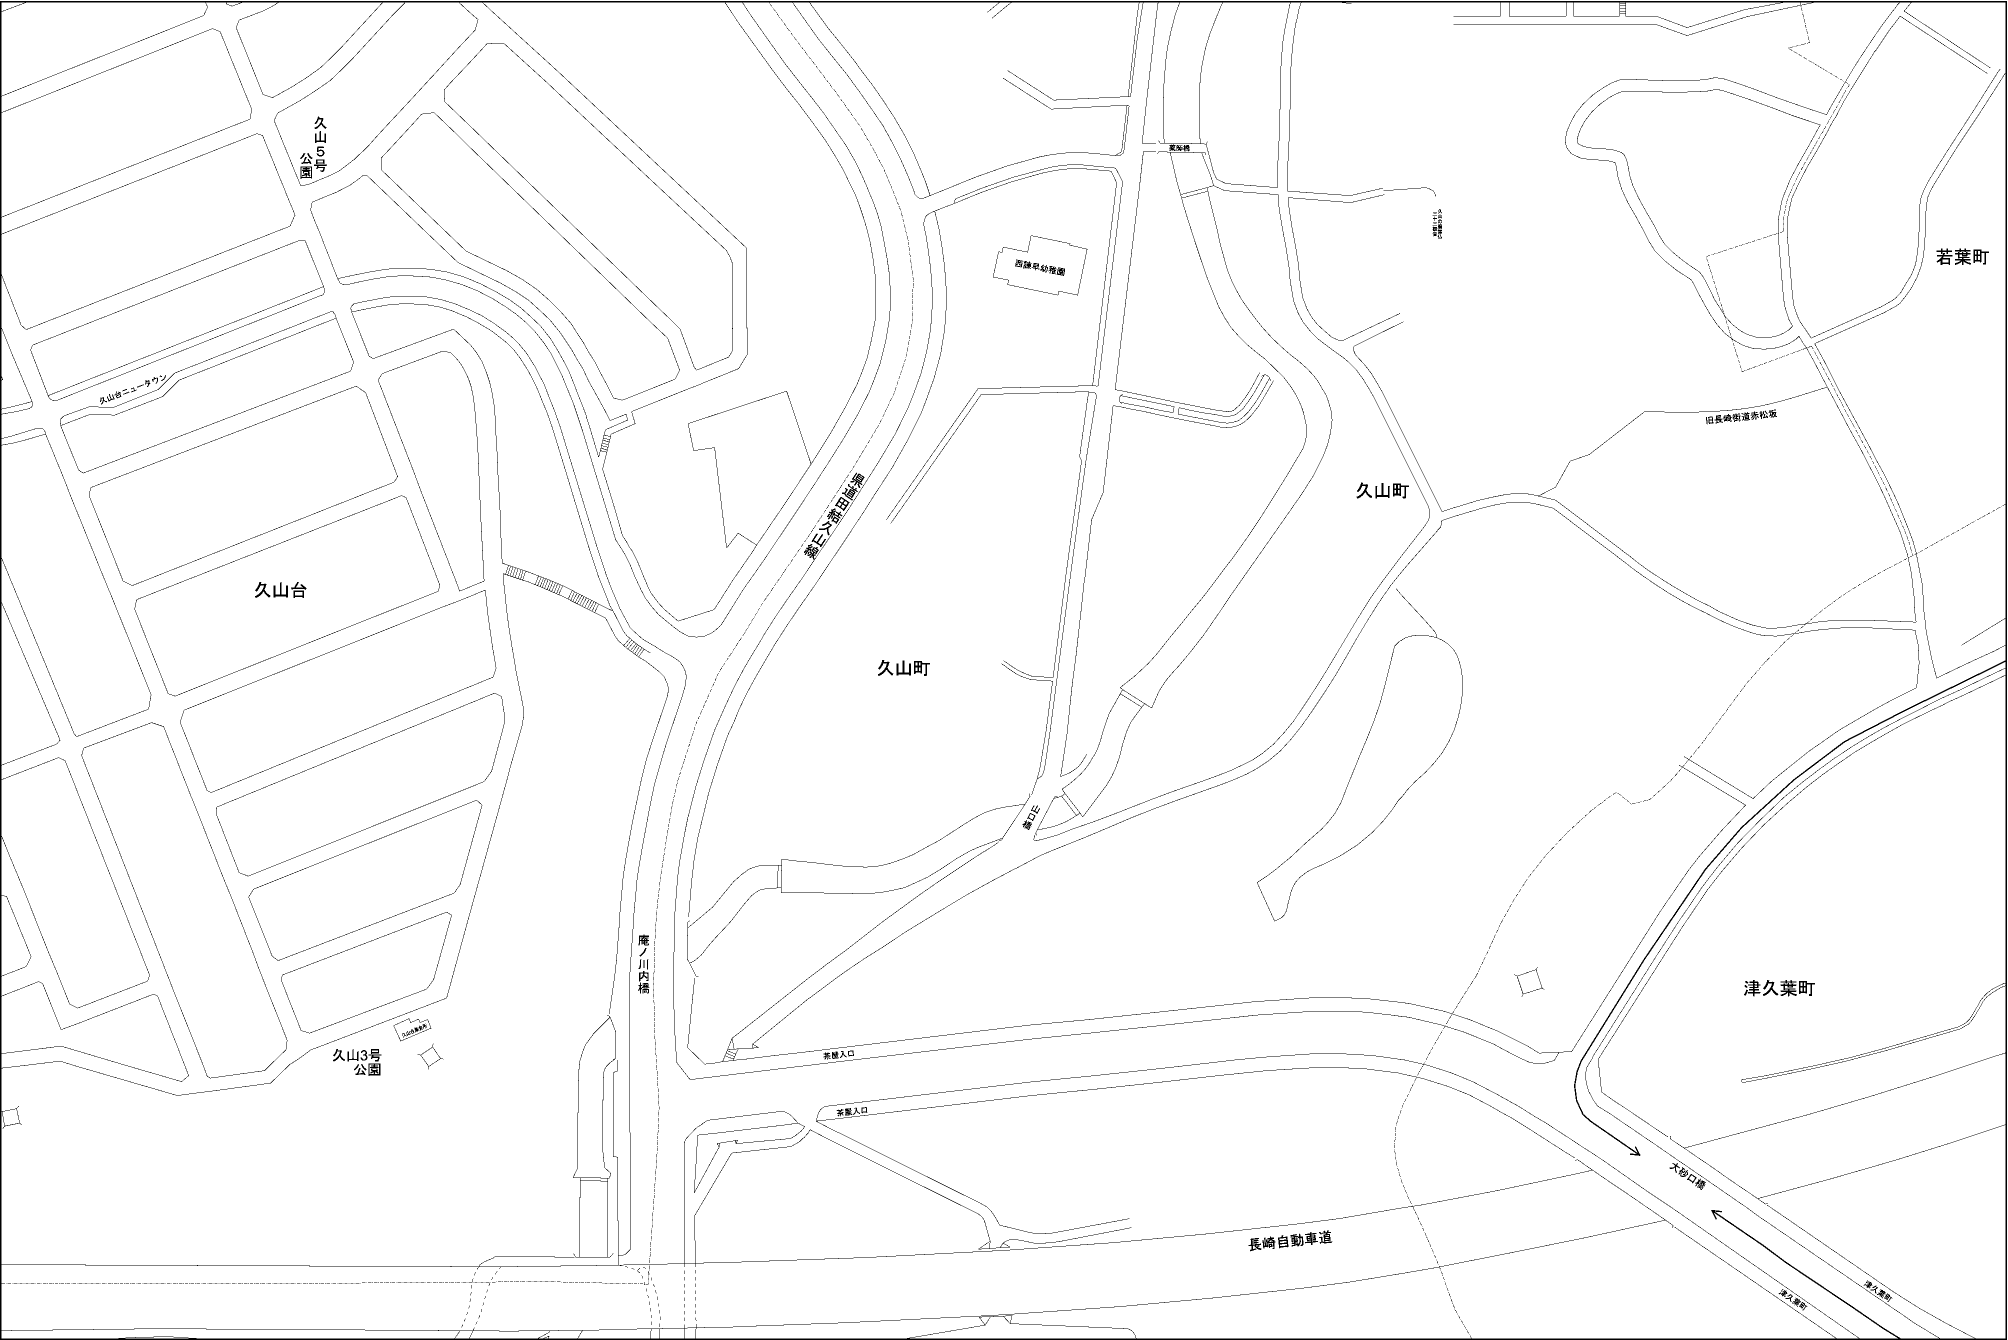 久山5号
公園
薬師橋
西諫早幼稚園
若葉町
久山台ニュータウン
旧長崎街道赤松坂
県道田結久山線
久山町
久山台
久山町
山口橋
庵ノ川内橋
津久葉町
久山3号
公園
茶屋入口
茶屋入口
大砂口橋
長崎自動車道
津久葉町
津久葉町